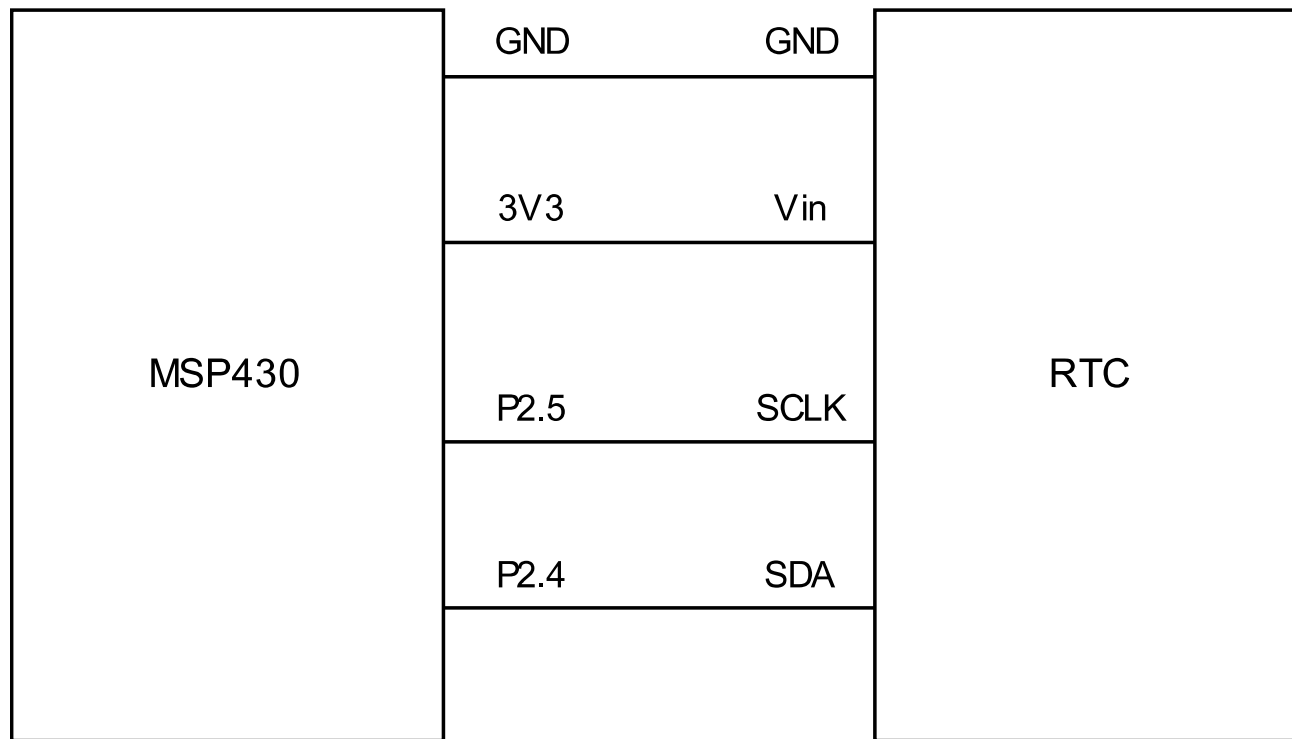 GND GND
3V3 Vin
MSP430 RTC
P2.5 SCLK
P2.4 SDA